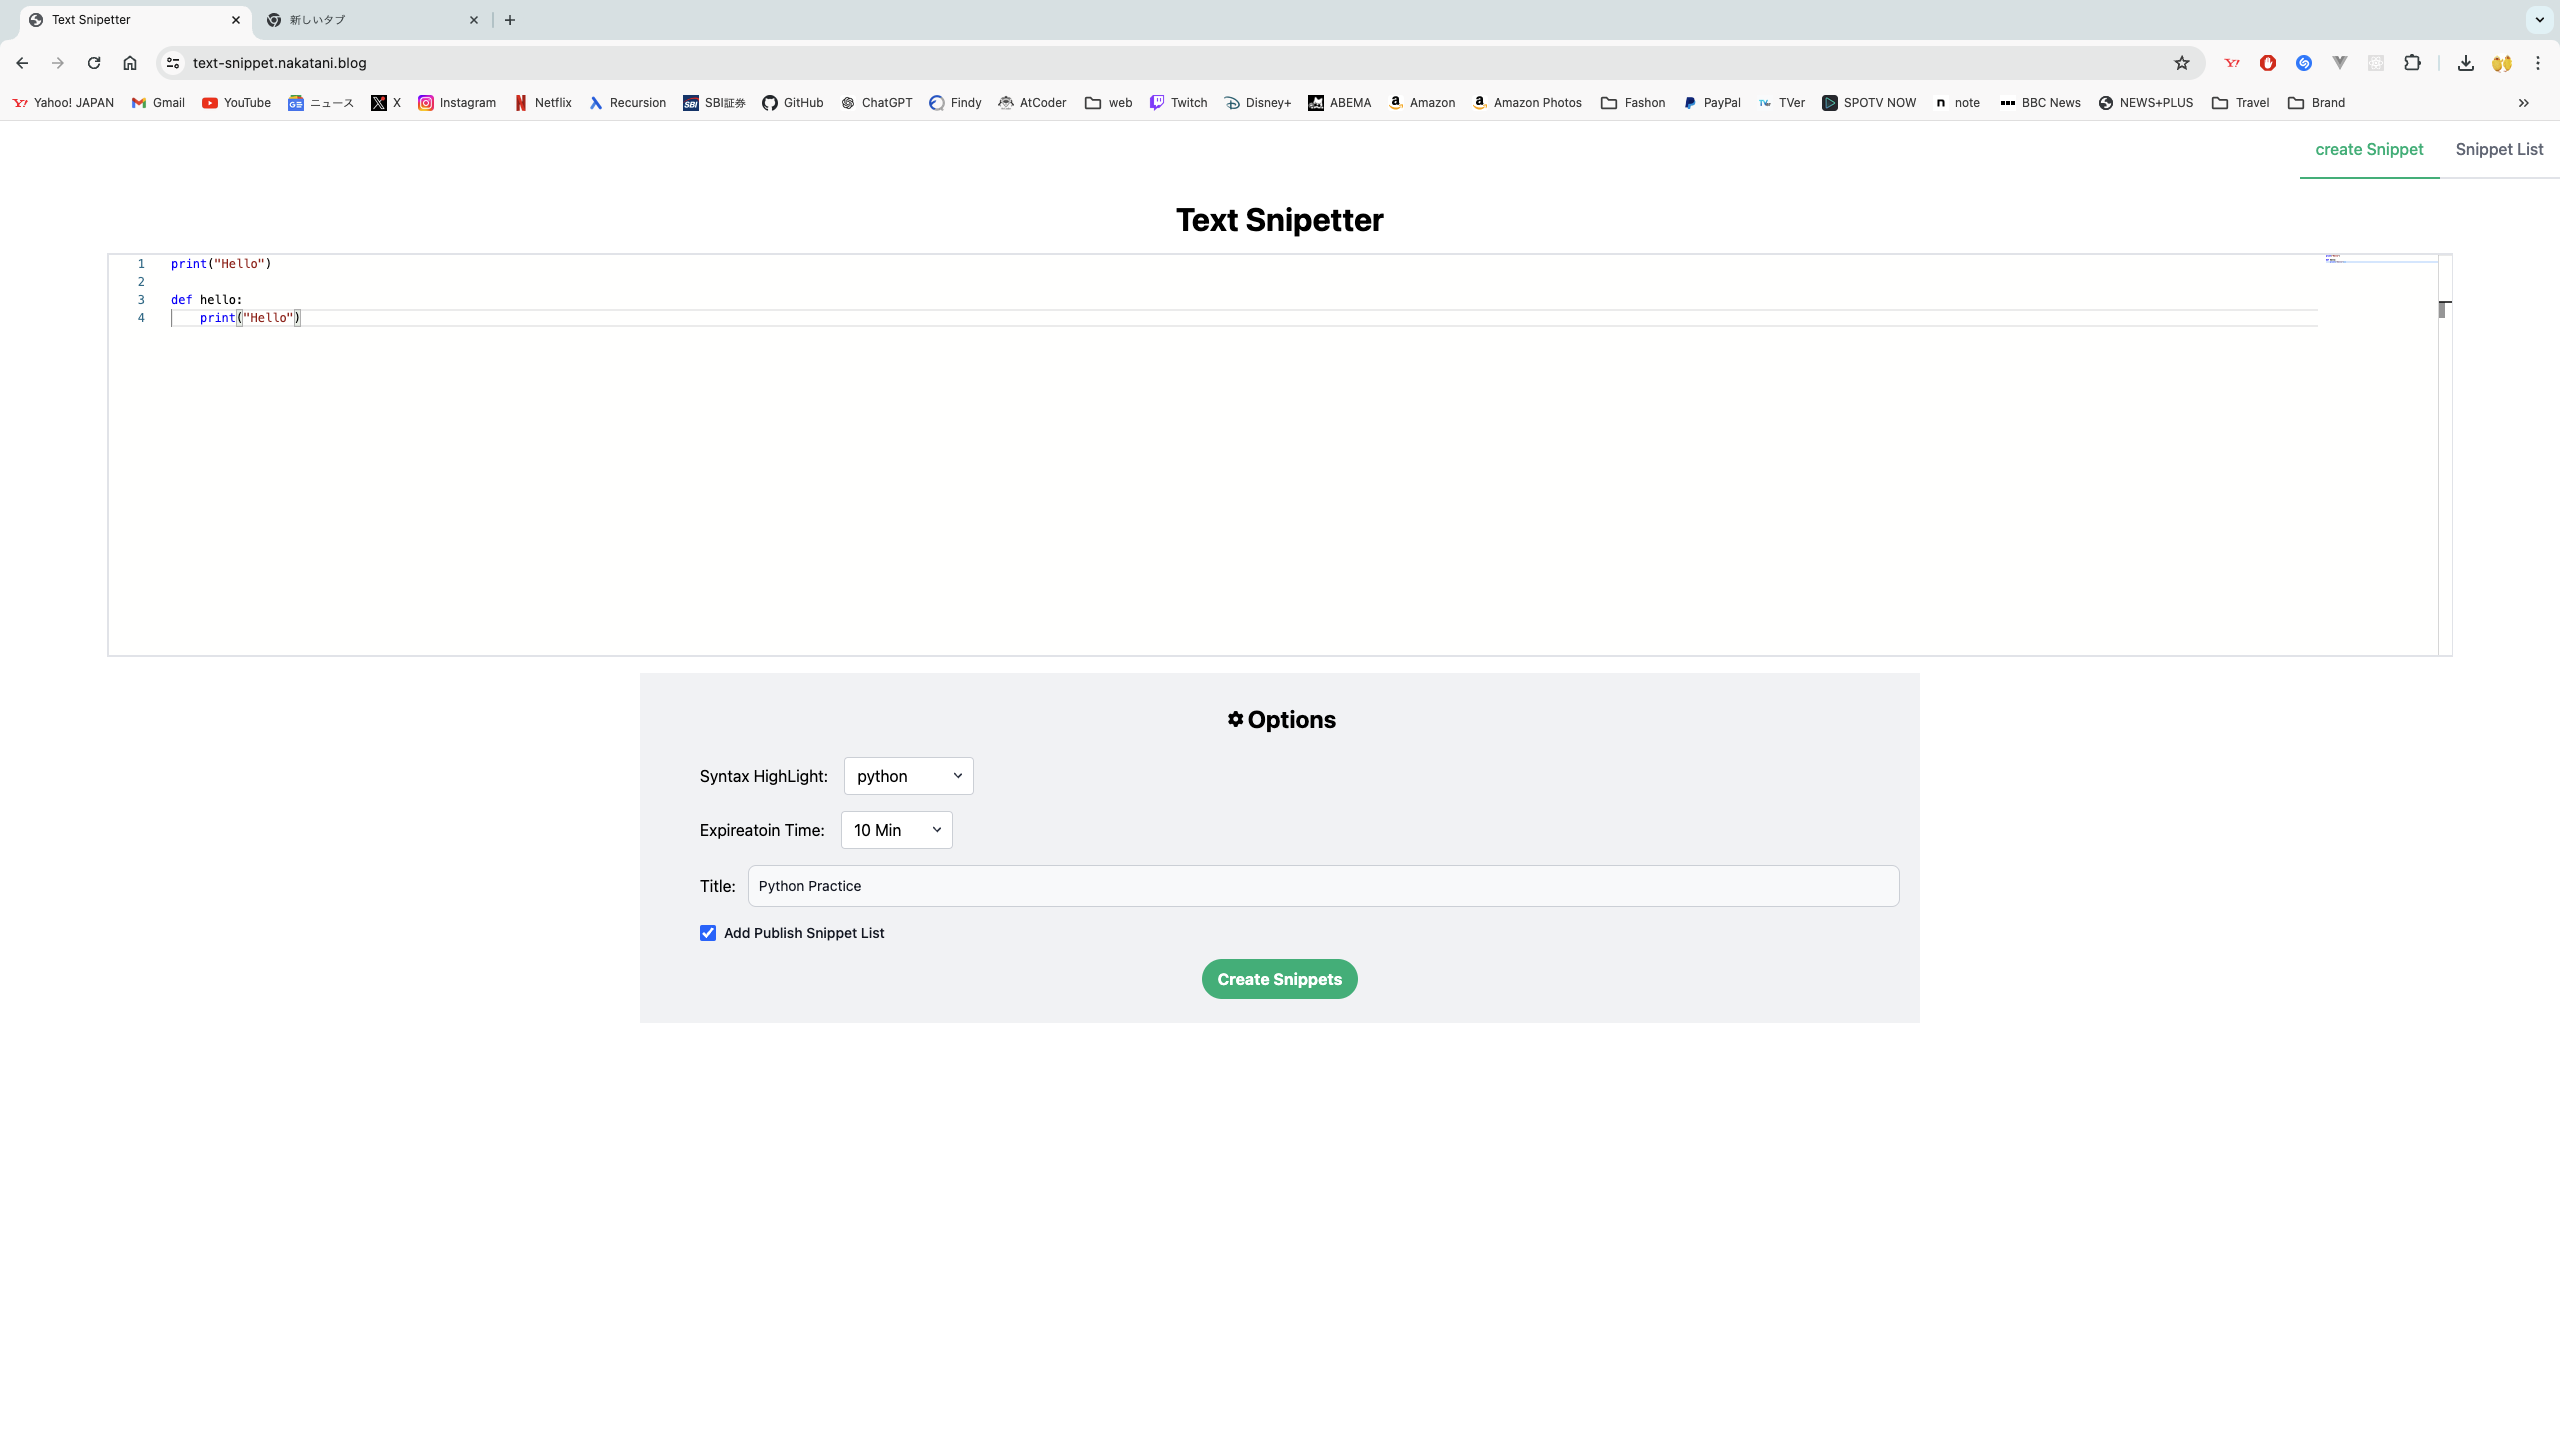 Text Snipetter
新しいタブ
text-snippet.nakatani.blog
Yahoo! JAPAN Gmail YouTube ニュース X Instagram Netflix Recursion SBI証券 GitHub ChatGPT Findy AtCoder web Twitch Disney+ ABEMA Amazon Amazon Photos Fashon PayPal TVer SPOTV NOW note BBC News NEWS+PLUS Travel Brand
create Snippet Snippet List
Text Snipetter
1 print("Hello")
2
3 def hello:
4 print("Hello")
Options
Syntax HighLight: python
Expireatoin Time: 10 Min
Title: Python Practice
Add Publish Snippet List
Create Snippets